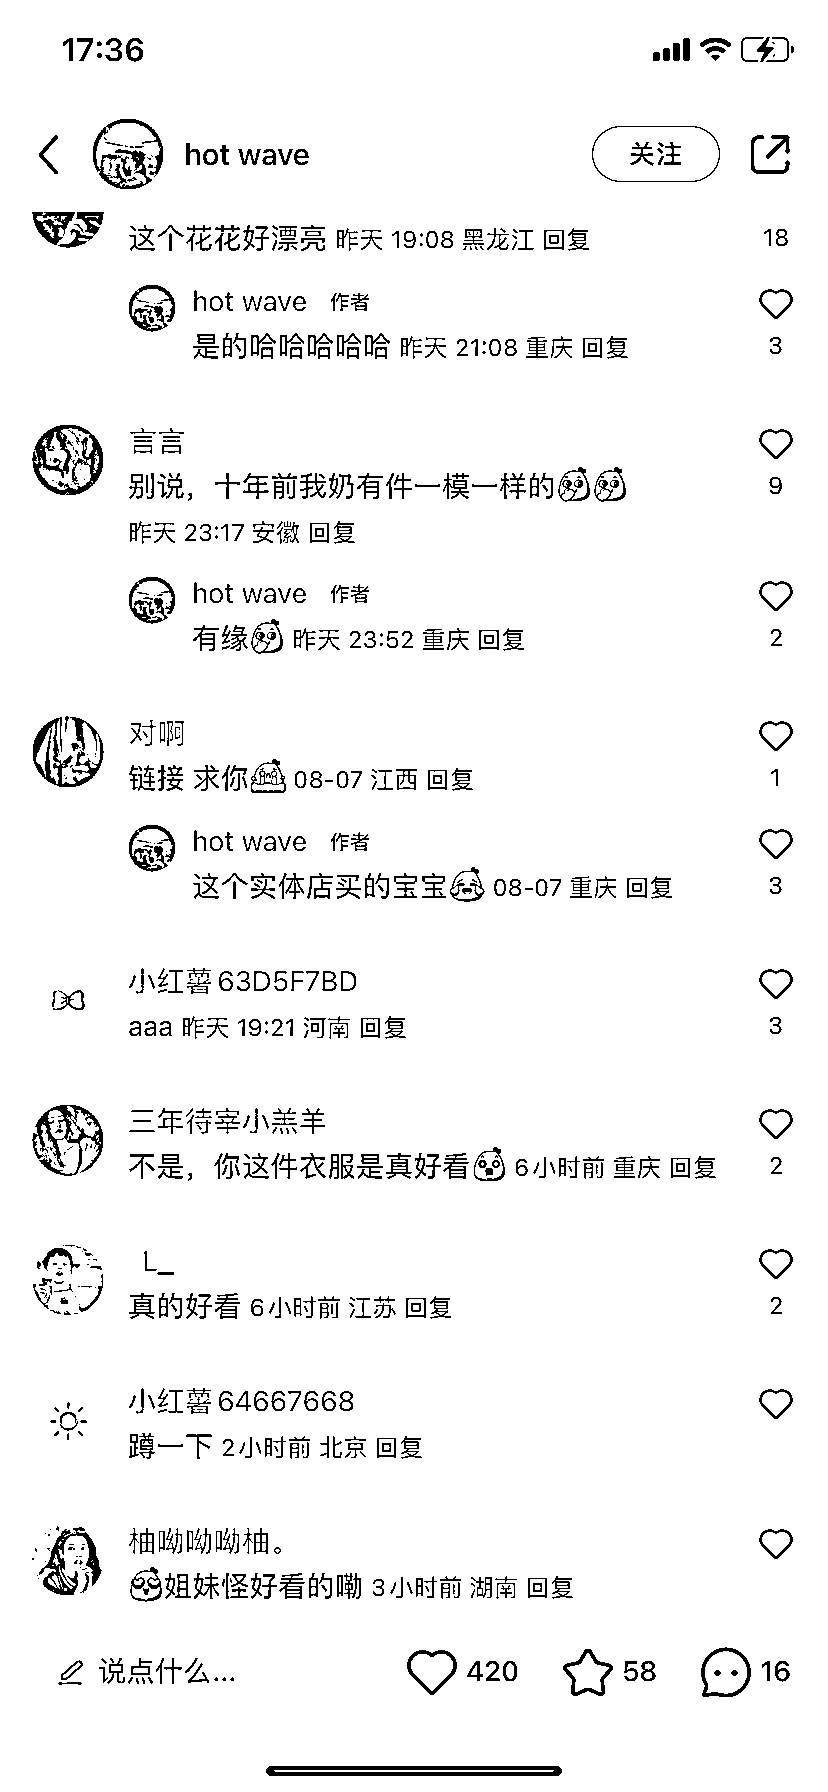 17:36
hot wave 关注
这个花花好漂亮 昨天 19:08 黑龙江 回复 18
hot wave 作者
是的哈哈哈哈哈 昨天 21:08 重庆 回复 3
言言
别说，十年前我奶有件一模一样的 9
昨天 23:17 安徽 回复
hot wave 作者
有缘 昨天 23:52 重庆 回复 2
对啊
链接 求你 08-07 江西 回复 1
hot wave 作者
这个实体店买的宝宝 08-07 重庆 回复 3
小红薯63D5F7BD
aaa 昨天 19:21 河南 回复 3
三年待宰小羔羊
不是，你这件衣服是真好看 6小时前 重庆 回复 2
L_
真的好看 6小时前 江苏 回复 2
小红薯64667668
蹲一下 2小时前 北京 回复
柚呦呦呦柚。
姐妹怪好看的嘞 3小时前 湖南 回复
说点什么... 420 58 16